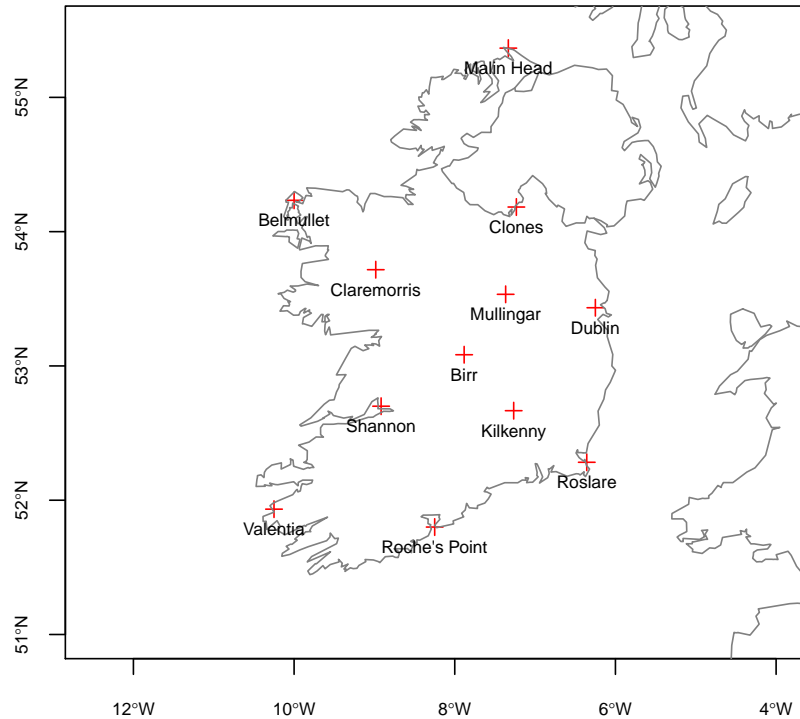 Malin Head
55°N
Belmullet
Clones
54°N
Claremorris
Mullingar
Dublin
53°N
Birr
Shannon
Kilkenny
Roslare
52°N
Valentia
Roche's Point
51°N
12°W
10°W
8°W
6°W
4°W